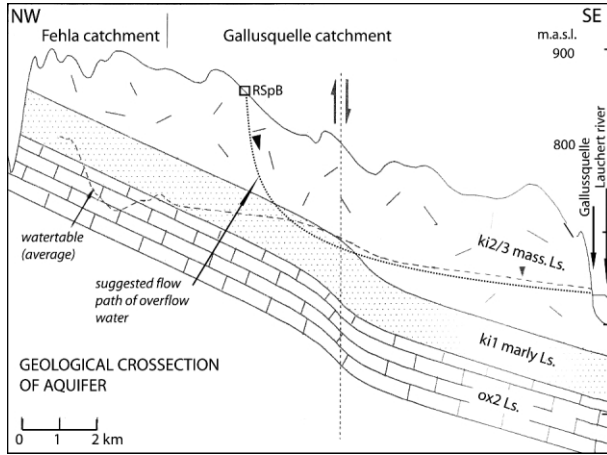 NW
SE
Fehla catchment
Gallusquelle catchment
m.a.s.l.
900
RSpB
800
Gallusquelle
Lauchert river
watertable
(average)
suggested flow
path of overflow
water
ki2/3 mass. Ls.
ki1 marly Ls.
ox2 Ls.
GEOLOGICAL CROSSECTION
OF AQUIFER
0 1 2 km